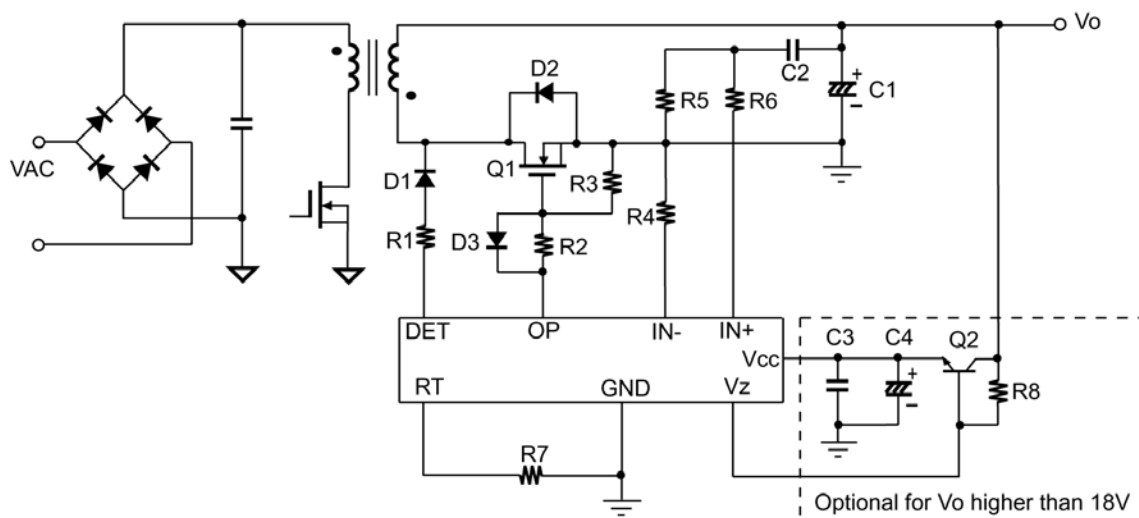 Vo
C2
C1
D2
R5
R6
VAC
Q1
D1
R3
R4
R1
D3
R2
DET
OP
IN-
IN+
Vcc
RT
GND
Vz
C3
C4
Q2
R8
R7
+
−
+
−
Optional for Vo higher than 18V